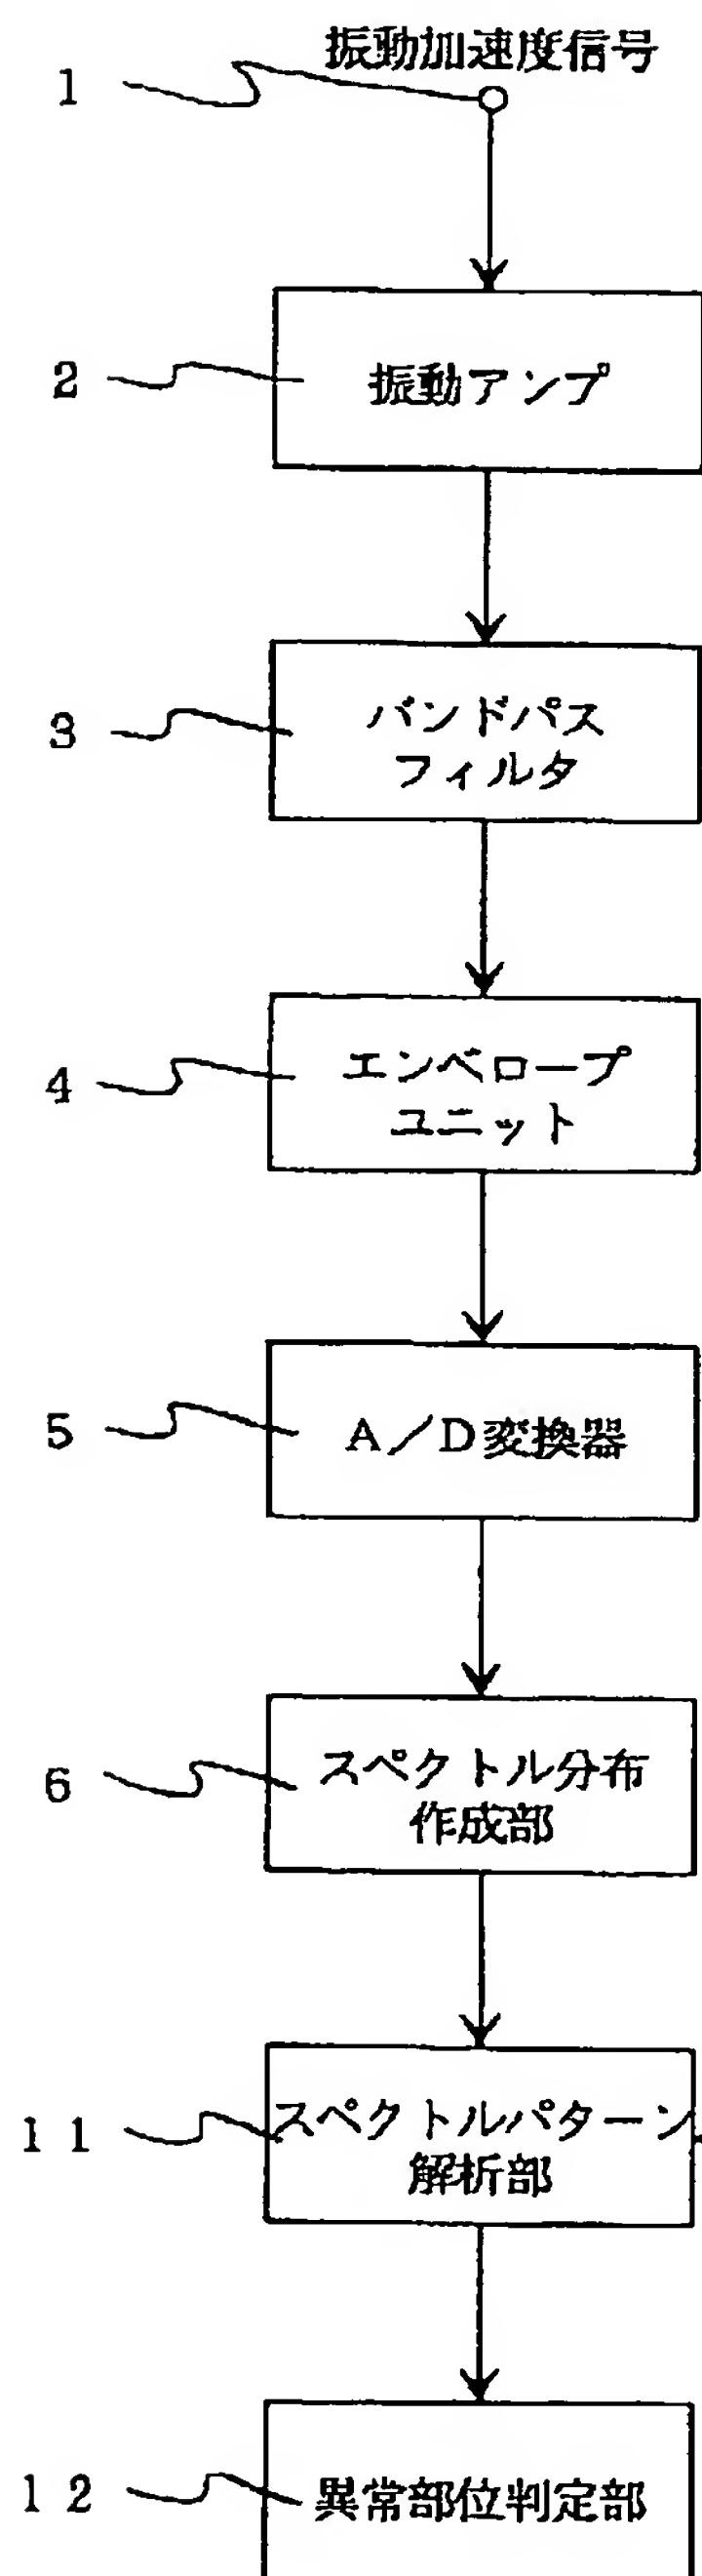 振動加速度信号
1
2
振動アンプ
3
バンドパス
フィルタ
4
エンベロープ
ユニット
5
A/D変換器
6
スペクトル分布
作成部
11
スペクトルパターン
解析部
12
異常部位判定部